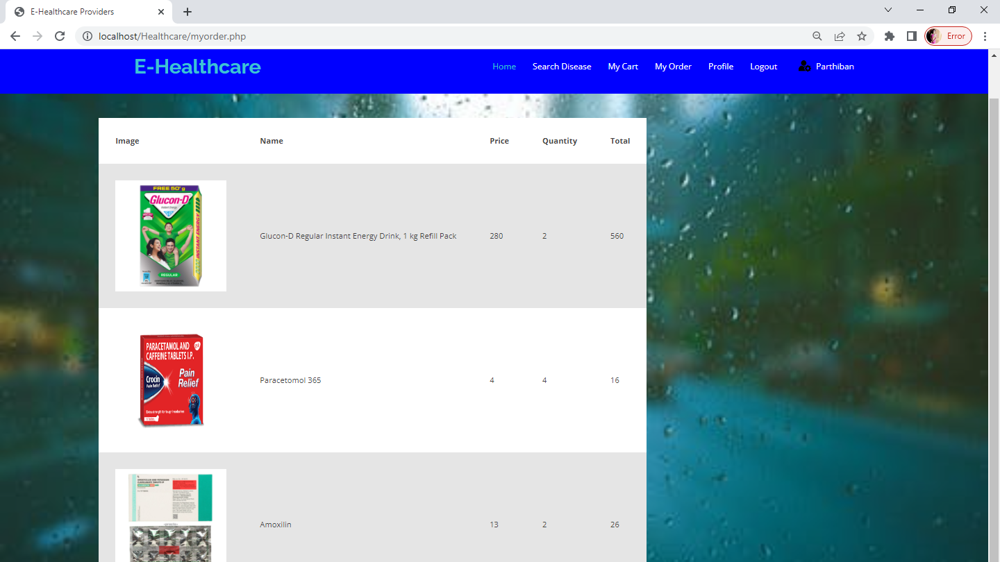 E-Healthcare Providers
localhost/Healthcare/myorder.php
Error
E-Healthcare
Home Search Disease My Cart My Order Profile Logout Parthiban
Image Name Price Quantity Total
FREE 50 g
Glucon-D
INSTANT ENERGY
REGULAR
Glucon-D Regular Instant Energy Drink, 1 kg Refill Pack 280 2 560
PARACETAMOL AND
CAFFEINE TABLETS I.P.
Crocin
Pain Relief
Pain
Relief
Paracetomol 365 4 4 16
Amoxilin 13 2 26